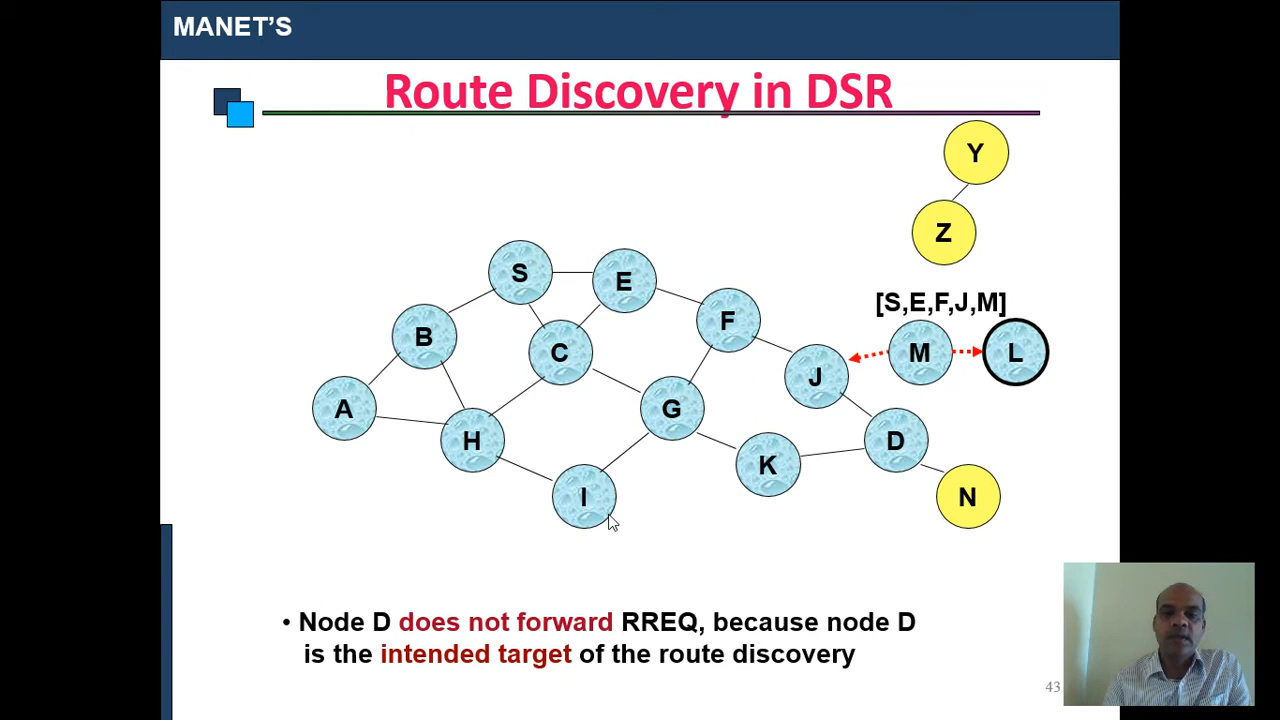 MANET'S
Route Discovery in DSR
Y
Z
[S,E,F,J,M]
S
E
F
B
C
M
L
J
A
G
H
D
K
I
N
• Node D does not forward RREQ, because node D
is the intended target of the route discovery
43